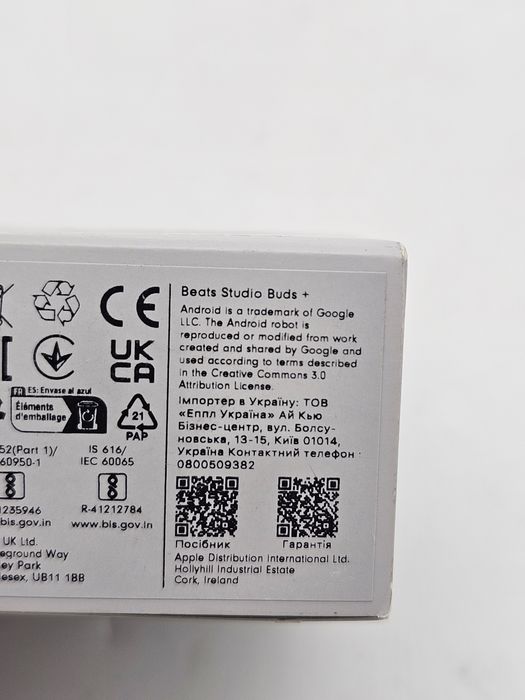 CE
UK
CA
FR ES: Envase al azul
Éléments
d'emballage
21
PAP
52(Part 1)/
60950-1
IS 616/
IEC 60065
1235946
bis.gov.in
R-41212784
www.bis.gov.in
UK Ltd.
eground Way
ey Park
esex, UB11 1BB
Beats Studio Buds +
Android is a trademark of Google
LLC. The Android robot is
reproduced or modified from work
created and shared by Google and
used according to terms described
in the Creative Commons 3.0
Attribution License.
Імпортер в Україну: ТОВ
«Еппл Україна» Ай Кью
Бізнес-центр, вул. Болсу-
новська, 13-15, Київ 01014,
Україна Контактний телефон :
0800509382
Посібник
Гарантія
Apple Distribution International Ltd.
Hollyhill Industrial Estate
Cork, Ireland